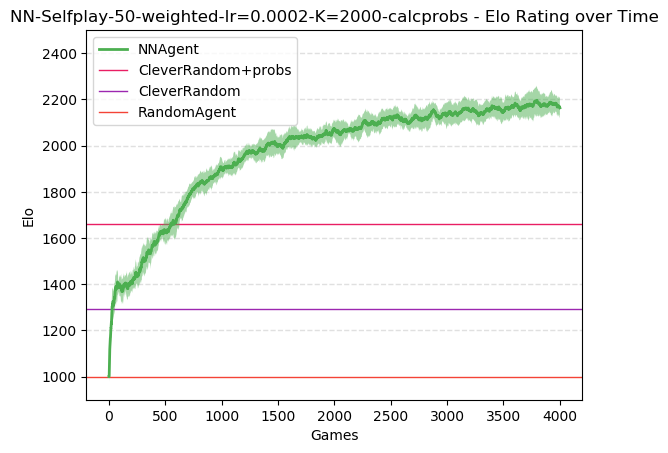 NN-Selfplay-50-weighted-lr=0.0002-K=2000-calcprobs - Elo Rating over Time
NNAgent
CleverRandom+probs
CleverRandom
RandomAgent
2400
2200
2000
1800
1600
1400
1200
1000
Elo
0 500 1000 1500 2000 2500 3000 3500 4000
Games